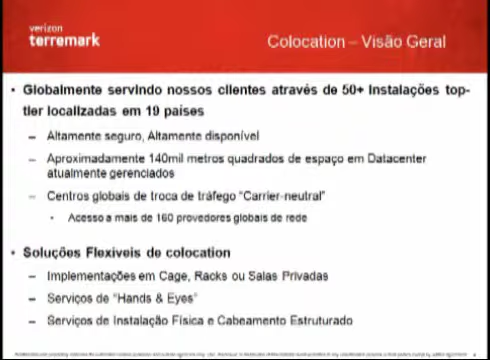 verizon
terremark
Colocation – Visão Geral
• Globalmente servindo nossos clientes através de 50+ Instalações top-
tier localizadas em 19 países
– Altamente seguro, Altamente disponível
– Aproximadamente 140mil metros quadrados de espaço em Datacenter
atualmente gerenciados
– Centros globais de troca de tráfego "Carrier-neutral"
• Acesso a mais de 160 provedores globais de rede
• Soluções Flexíveis de colocation
– Implementações em Cage, Racks ou Salas Privadas
– Serviços de "Hands & Eyes"
– Serviços de Instalação Física e Cabeamento Estruturado